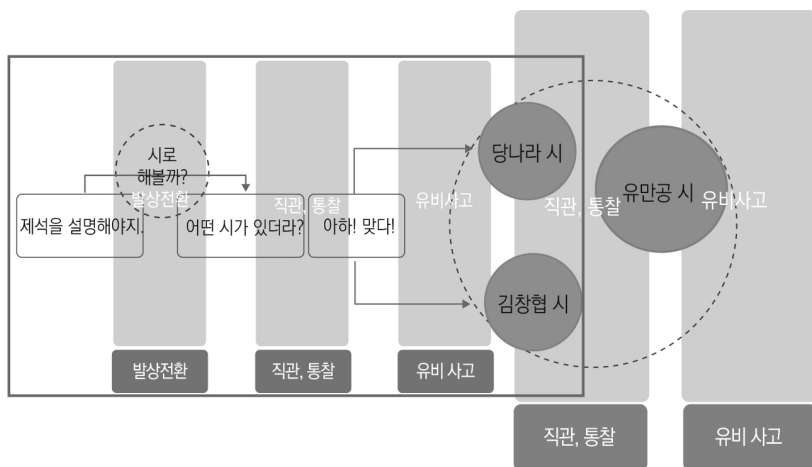 시로
해볼까?
발상전환
제석을 설명해야지.
어떤 시가 있더라?
직관, 통찰
아하! 맞다!
유비사고
당나라 시
김창협 시
직관, 통찰
유만공 시
유비사고
발상전환
직관, 통찰
유비 사고
직관, 통찰
유비 사고